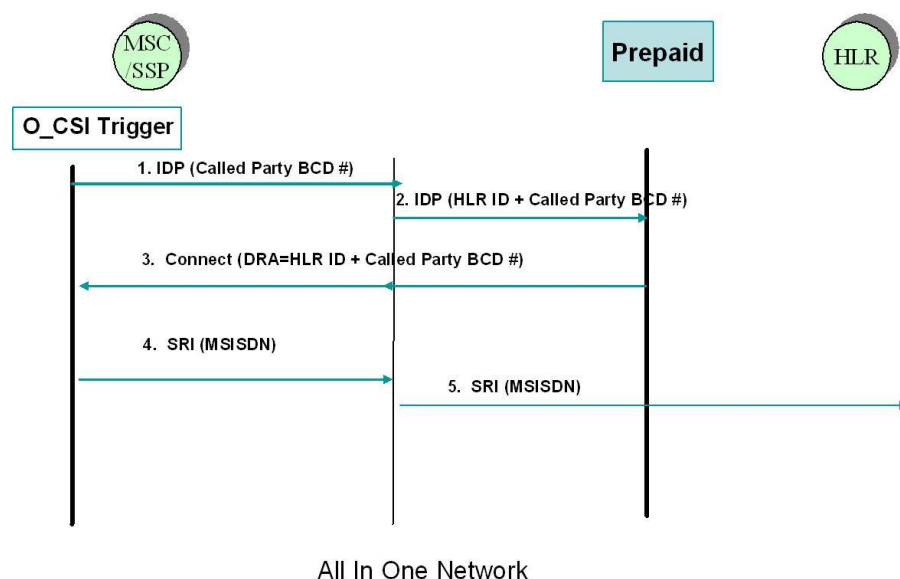 MSC
/SSP
Prepaid
HLR
O_CSI Trigger
1. IDP (Called Party BCD #)
2. IDP (HLR ID + Called Party BCD #)
3. Connect (DRA=HLR ID + Called Party BCD #)
4. SRI (MSISDN)
5. SRI (MSISDN)
All In One Network